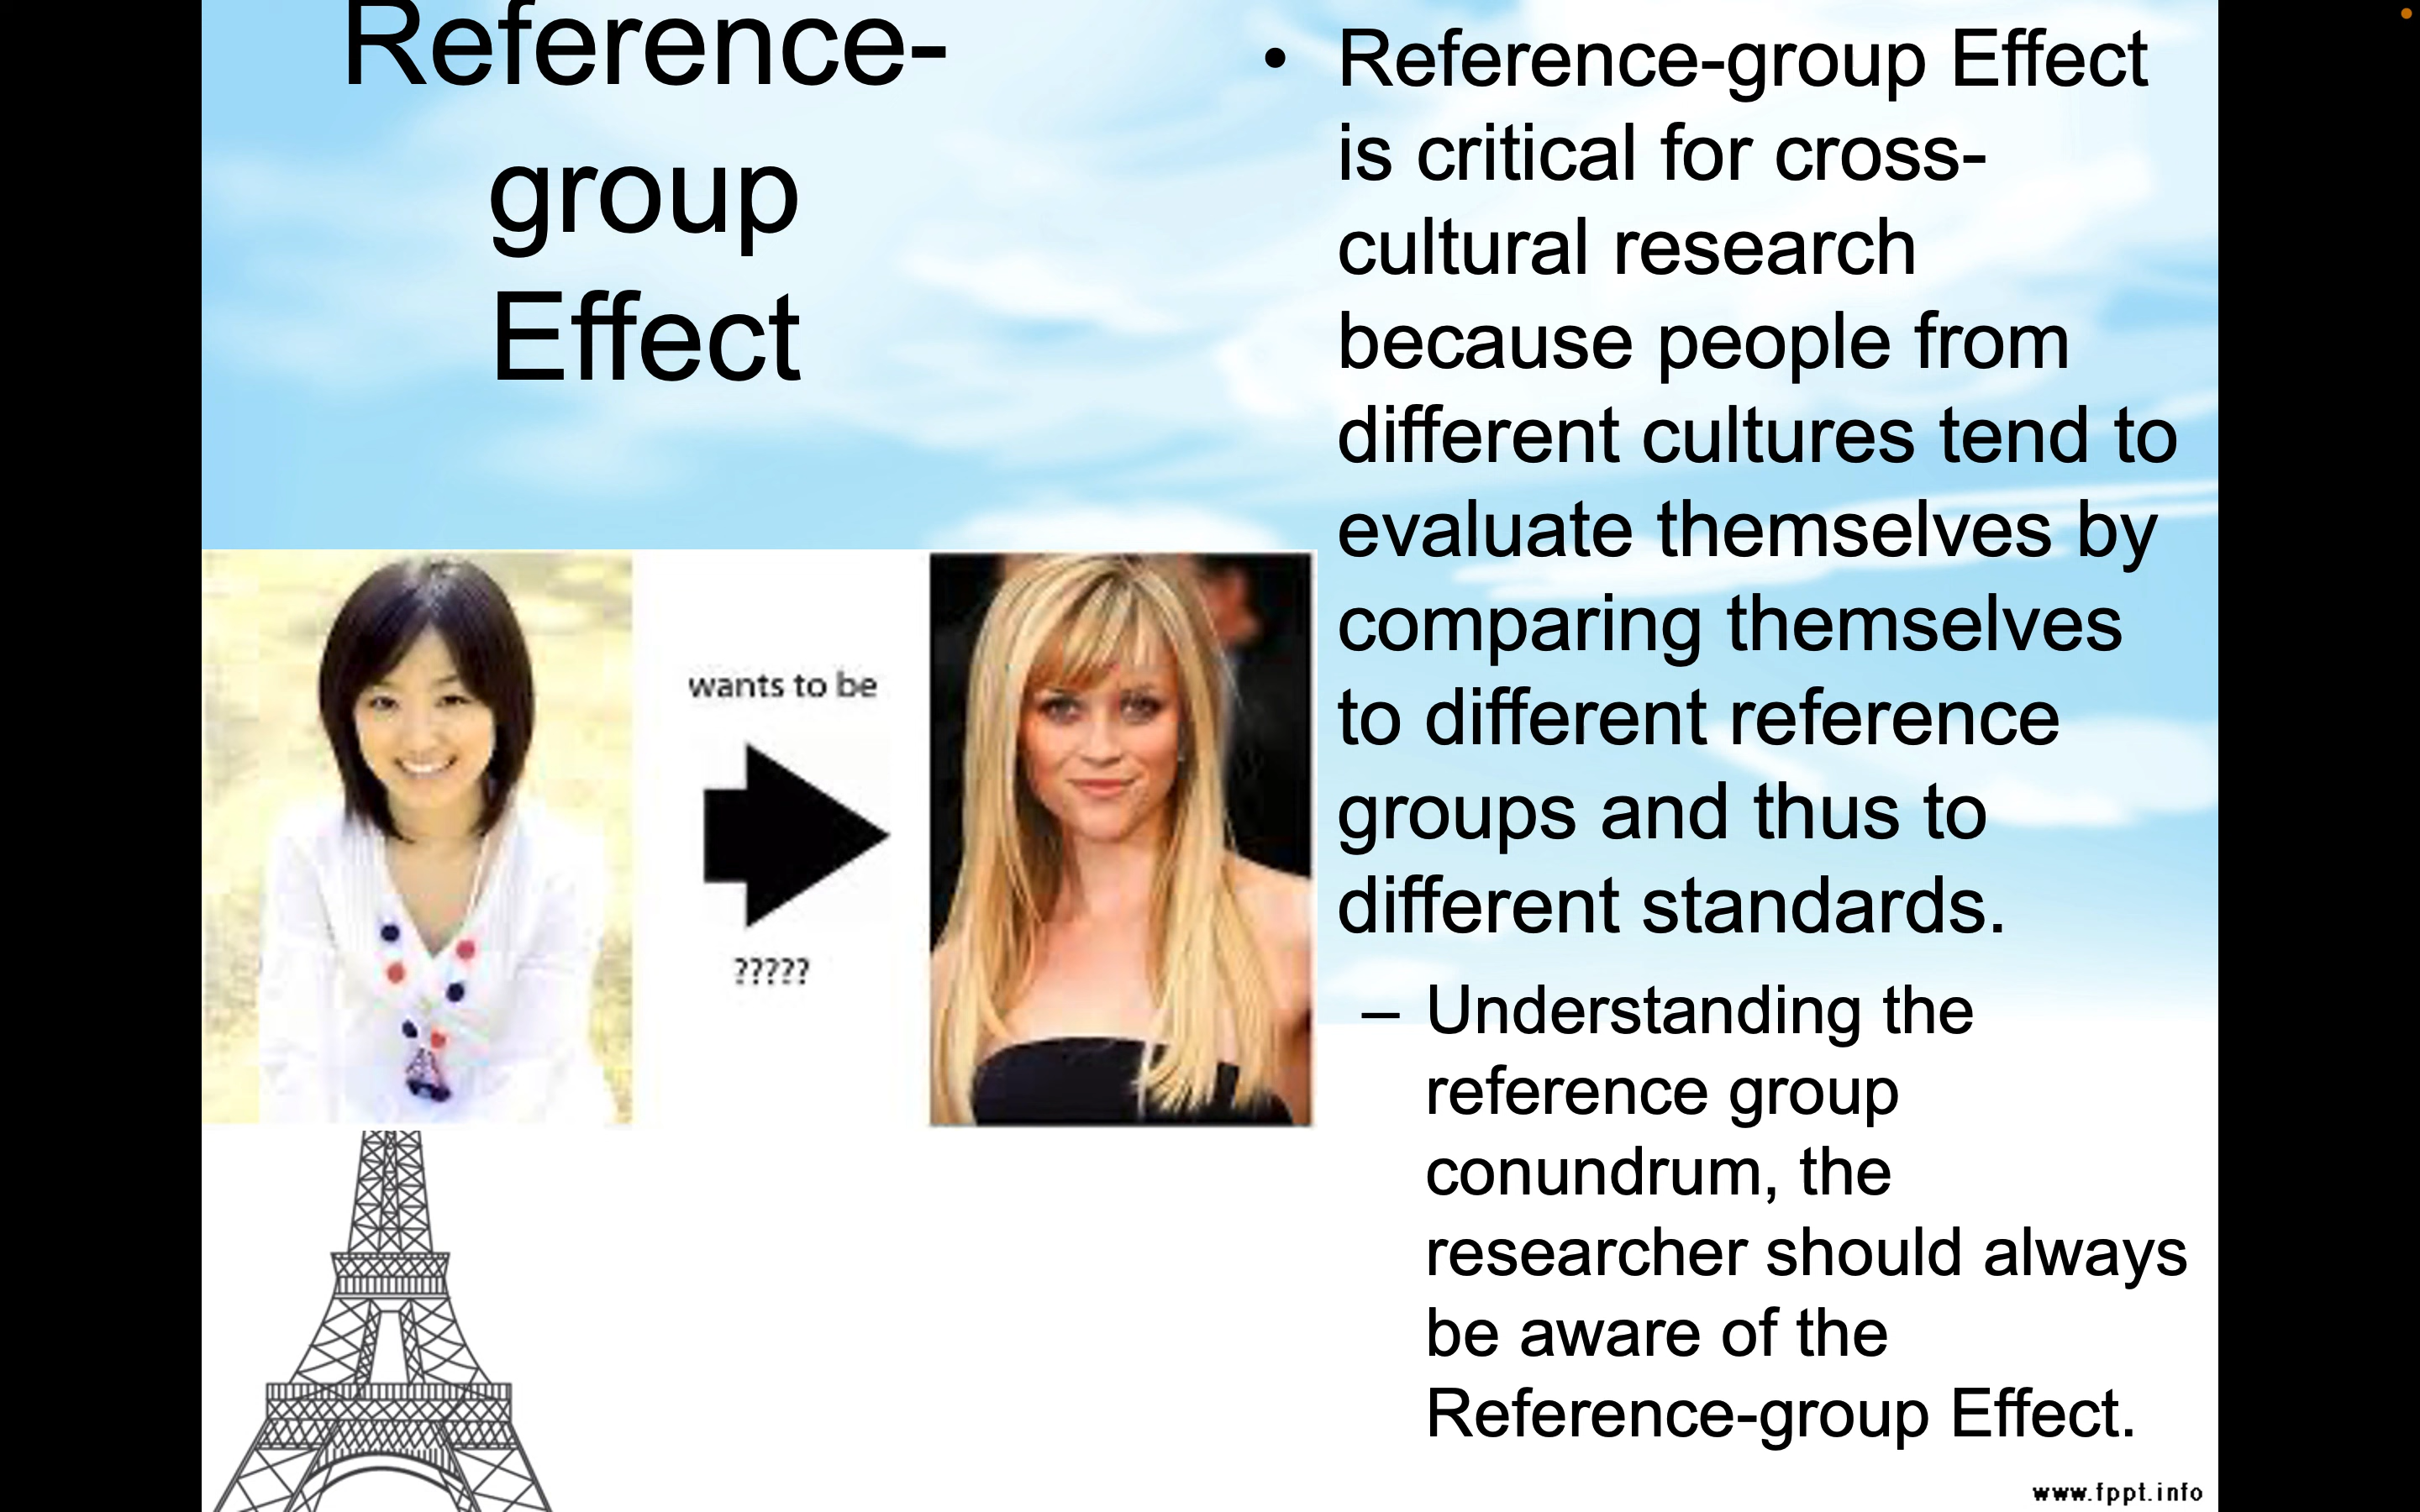 Reference-
group
Effect
wants to be
?????
• Reference-group Effect
is critical for cross-
cultural research
because people from
different cultures tend to
evaluate themselves by
comparing themselves
to different reference
groups and thus to
different standards.
– Understanding the
reference group
conundrum, the
researcher should always
be aware of the
Reference-group Effect.
www.fppt.info